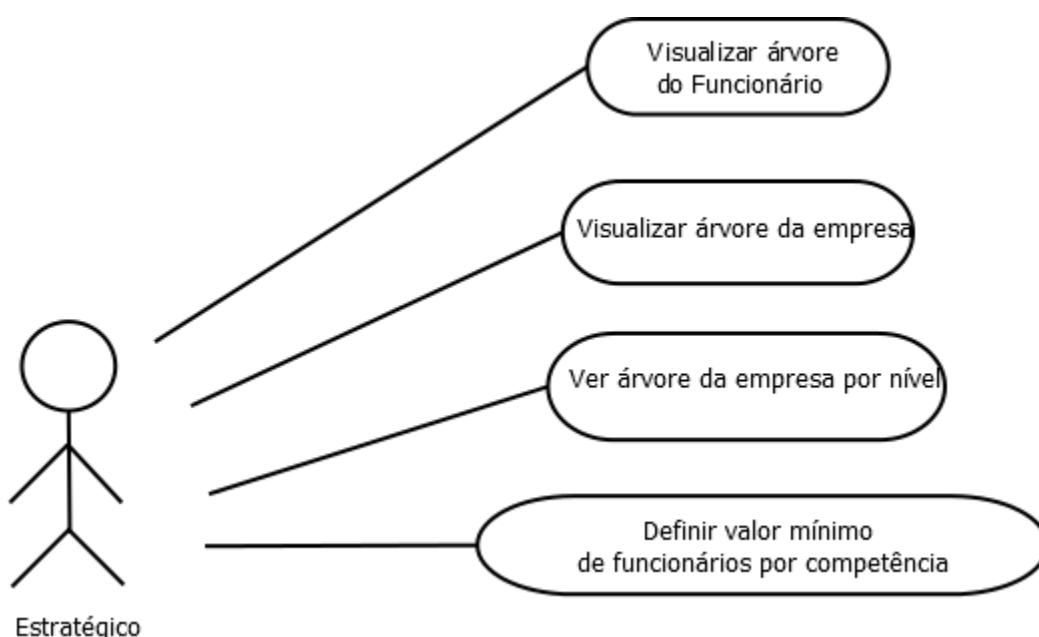 Visualizar árvore
do Funcionário
Visualizar árvore da empresa
Ver árvore da empresa por nível
Definir valor mínimo
de funcionários por competência
Estratégico